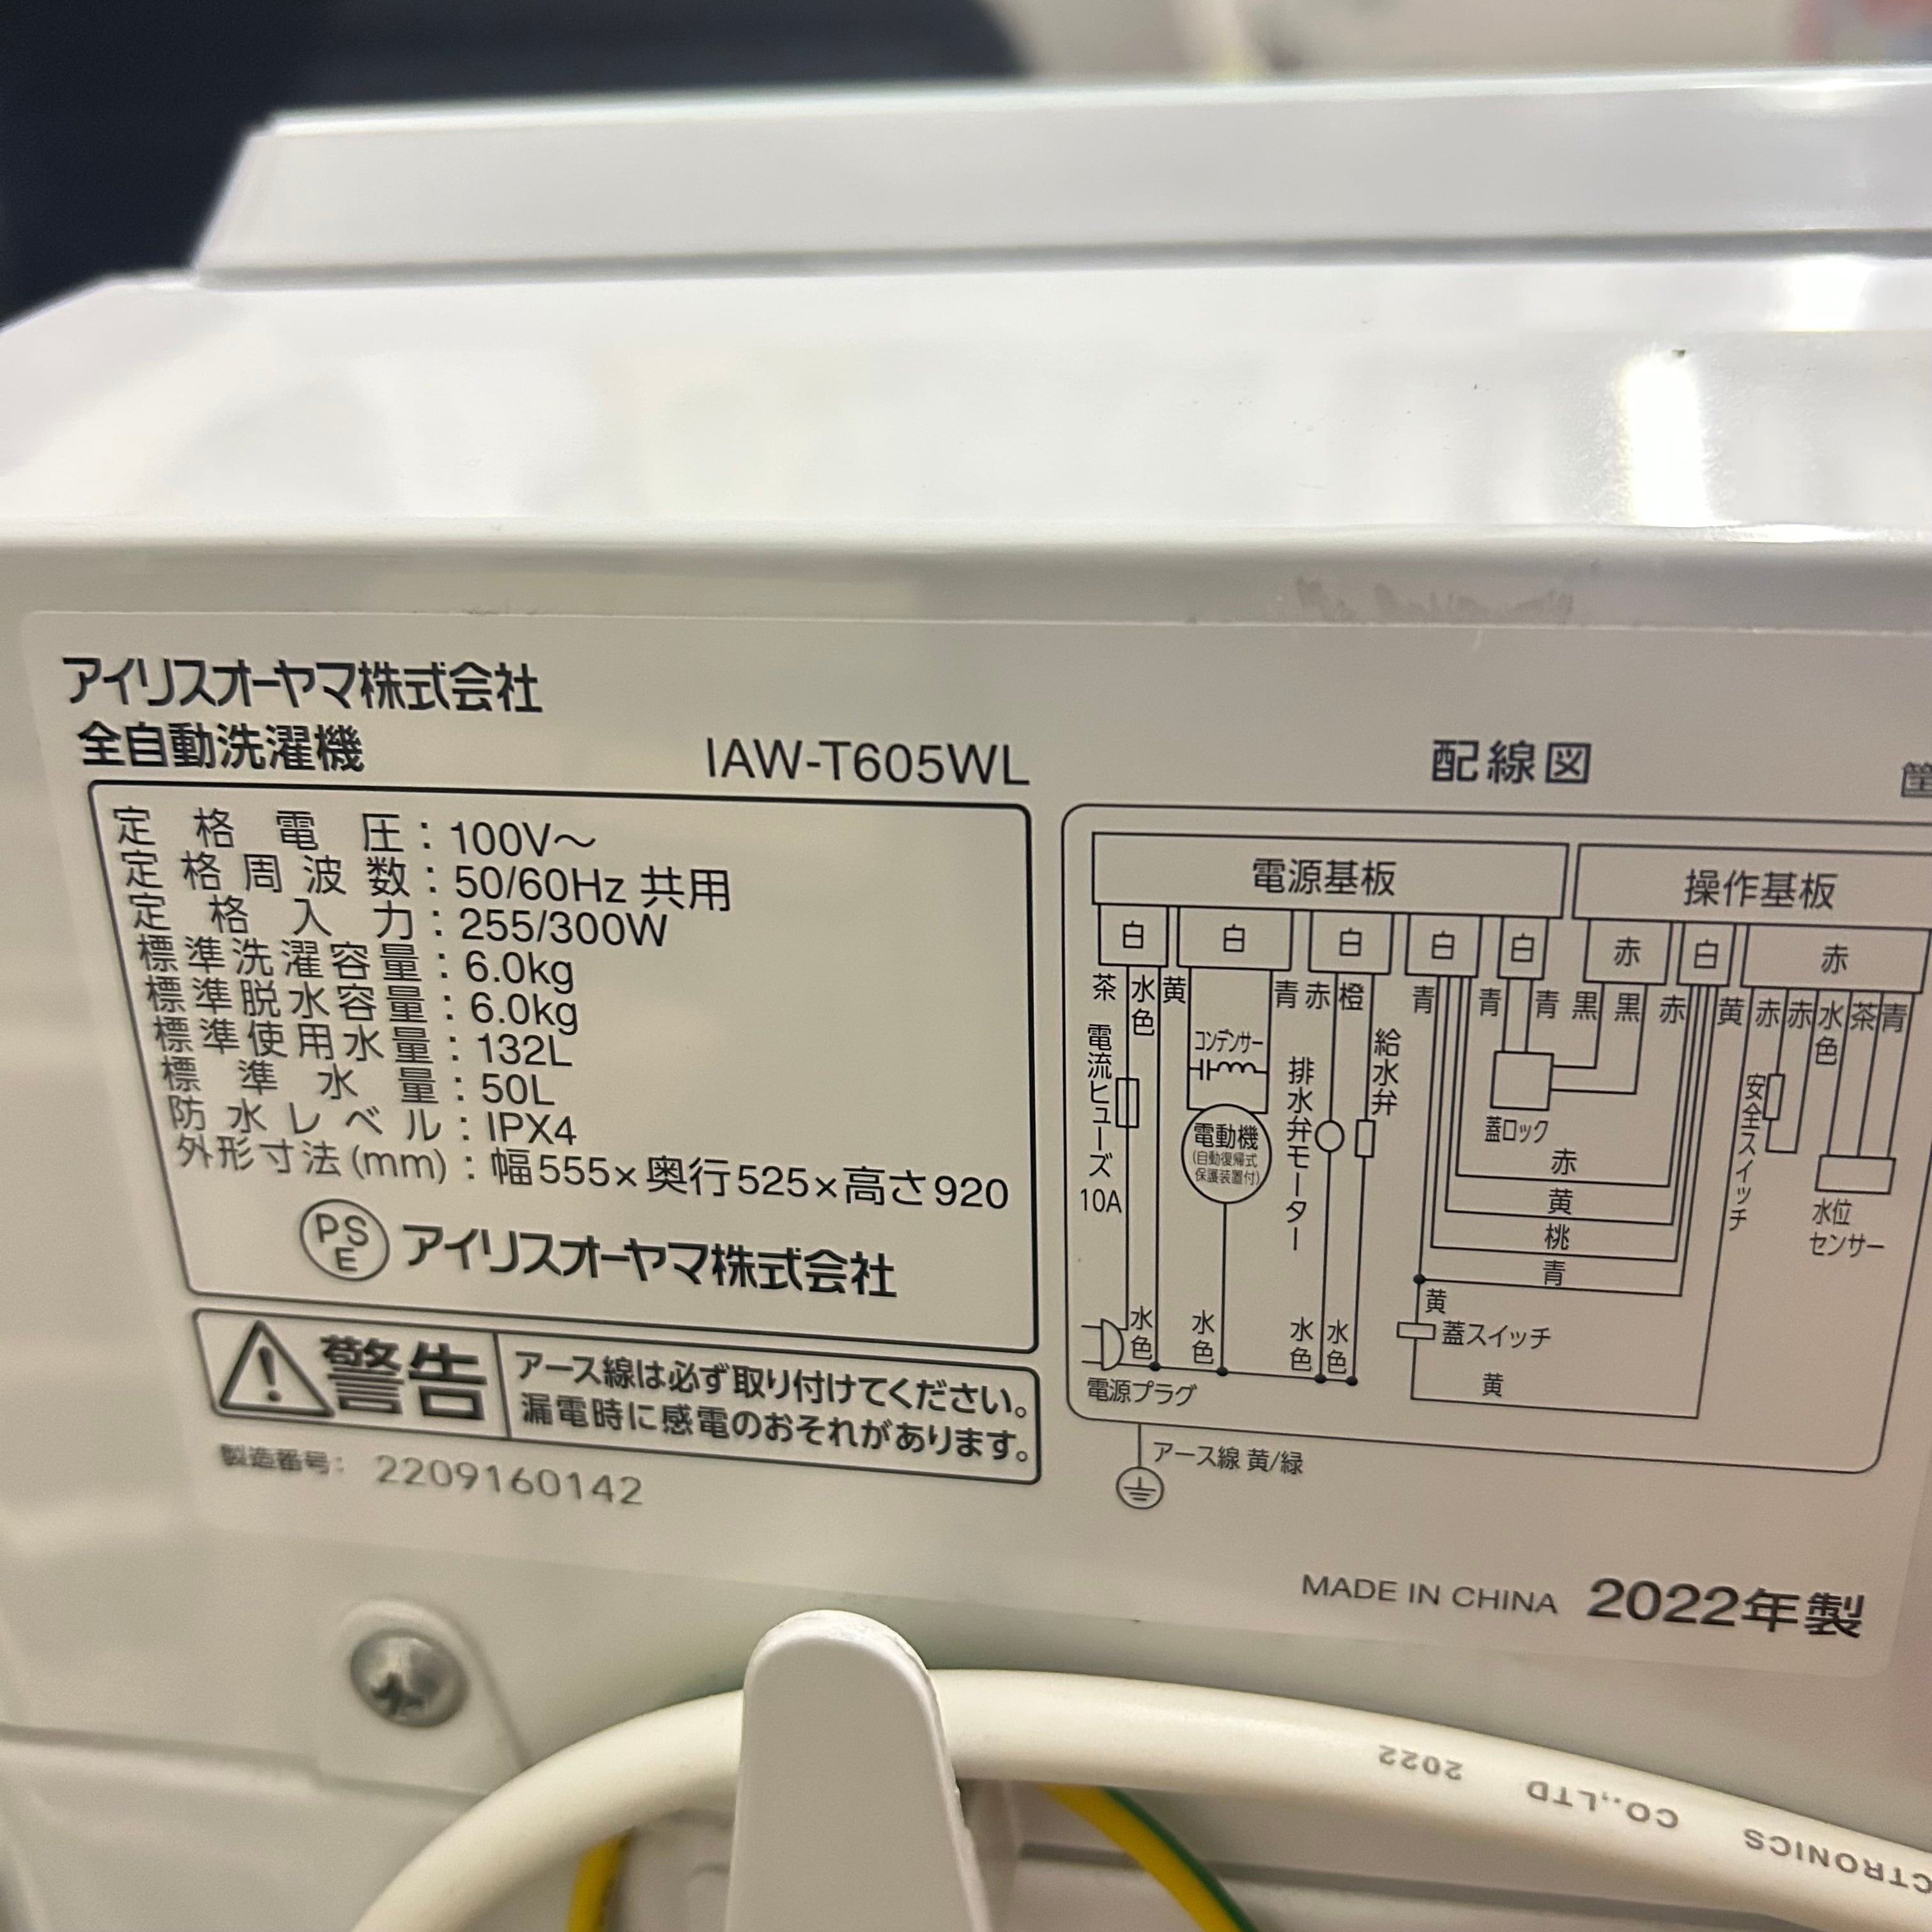 アイリスオーヤマ株式会社
全自動洗濯機 IAW-T605WL
定格電圧：100V～
定格周波数：50/60Hz 共用
定格入力：255/300W
標準洗濯容量：6.0kg
標準脱水容量：6.0kg
標準使用水量：132L
標準水量：50L
防水レベル：IPX4
外形寸法(mm)：幅555×奥行525×高さ920
PSE アイリスオーヤマ株式会社
警告
アース線は必ず取り付けてください。
漏電時に感電のおそれがあります。
製造番号: 2209160142
配線図
電源基板
操作基板
白 白 白 白 白 赤 白 赤
茶 水色 黄 青 赤 橙 青 青 青 黒 黒 赤 黄 赤 赤 水色 茶 青
電流ヒューズ
10A
コンデンサー
電動機
(自動復帰式
保護装置付)
排水弁モーター
給水弁
蓋ロック
安全スイッチ
水位
センサー
赤
黄
桃
青
黄
蓋スイッチ
黄
水色 水色 水色 水色
電源プラグ
アース線 黄/緑
MADE IN CHINA 2022年製
CTRONICS CO.,LTD 2022